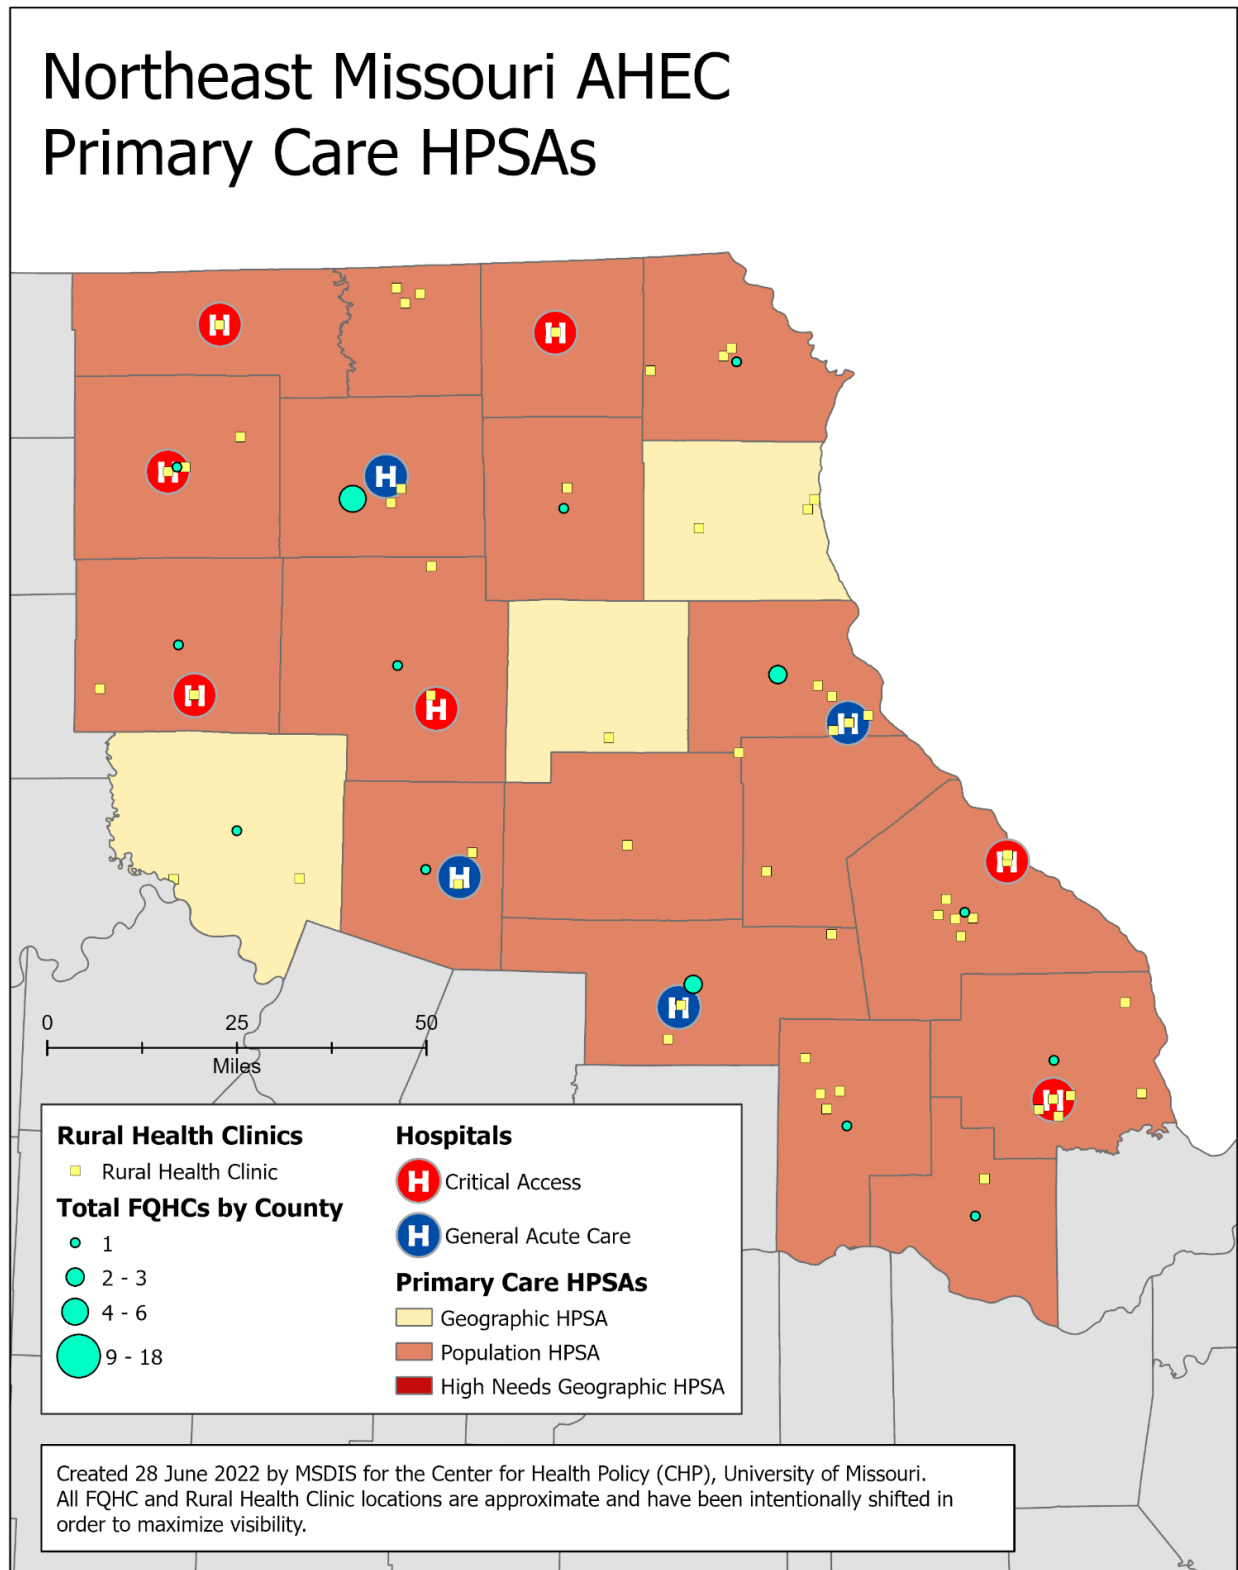 Northeast Missouri AHEC
Primary Care HPSAs
H
H
H
H
H
H
H
H
H
H
H
0 25 50
Miles
Rural Health Clinics
Rural Health Clinic
Total FQHCs by County
1
2 - 3
4 - 6
9 - 18
Hospitals
H Critical Access
H General Acute Care
Primary Care HPSAs
Geographic HPSA
Population HPSA
High Needs Geographic HPSA
Created 28 June 2022 by MSDIS for the Center for Health Policy (CHP), University of Missouri.
All FQHC and Rural Health Clinic locations are approximate and have been intentionally shifted in
order to maximize visibility.